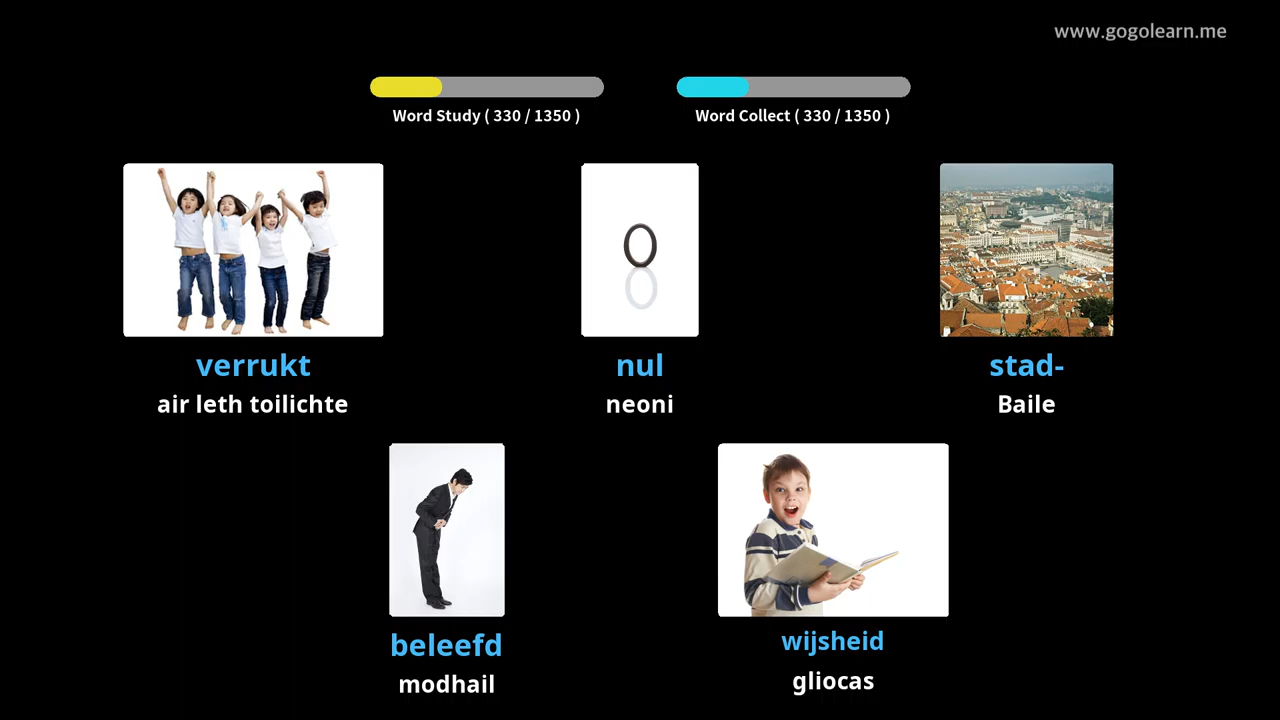 www.gogolearn.me
Word Study ( 330 / 1350 )
Word Collect ( 330 / 1350 )
verrukt
air leth toilichte
nul
neoni
stad-
Baile
beleefd
modhail
wijsheid
gliocas